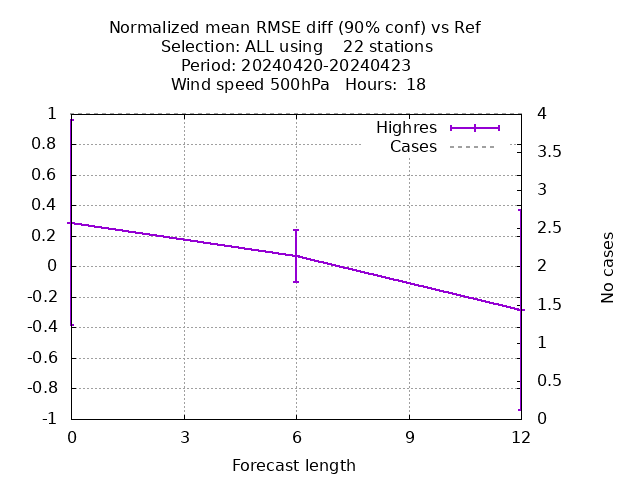 Normalized mean RMSE diff (90% conf) vs Ref
Selection: ALL using    22 stations
Period: 20240420-20240423
Wind speed 500hPa   Hours:  18
Highres
Cases
1
0.8
0.6
0.4
0.2
0
-0.2
-0.4
-0.6
-0.8
-1
4
3.5
3
2.5
2
1.5
1
0.5
0
No cases
0 3 6 9 12
Forecast length